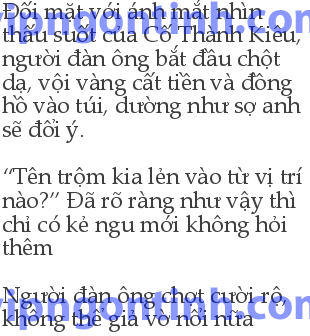 Đối mặt với ánh mắt nhìn
thấu suốt của Cố Thanh Kiều,
người đàn ông bắt đầu chột
dạ, vội vàng cất tiền và đồng
hồ vào túi, dường như sợ anh
sẽ đổi ý.
“Tên trộm kia lẻn vào từ vị trí
nào?” Đã rõ ràng như vậy thì
chỉ có kẻ ngu mới không hỏi
thêm
Người đàn ông chợt cười rộ,
không thể giả vờ nổi nữa